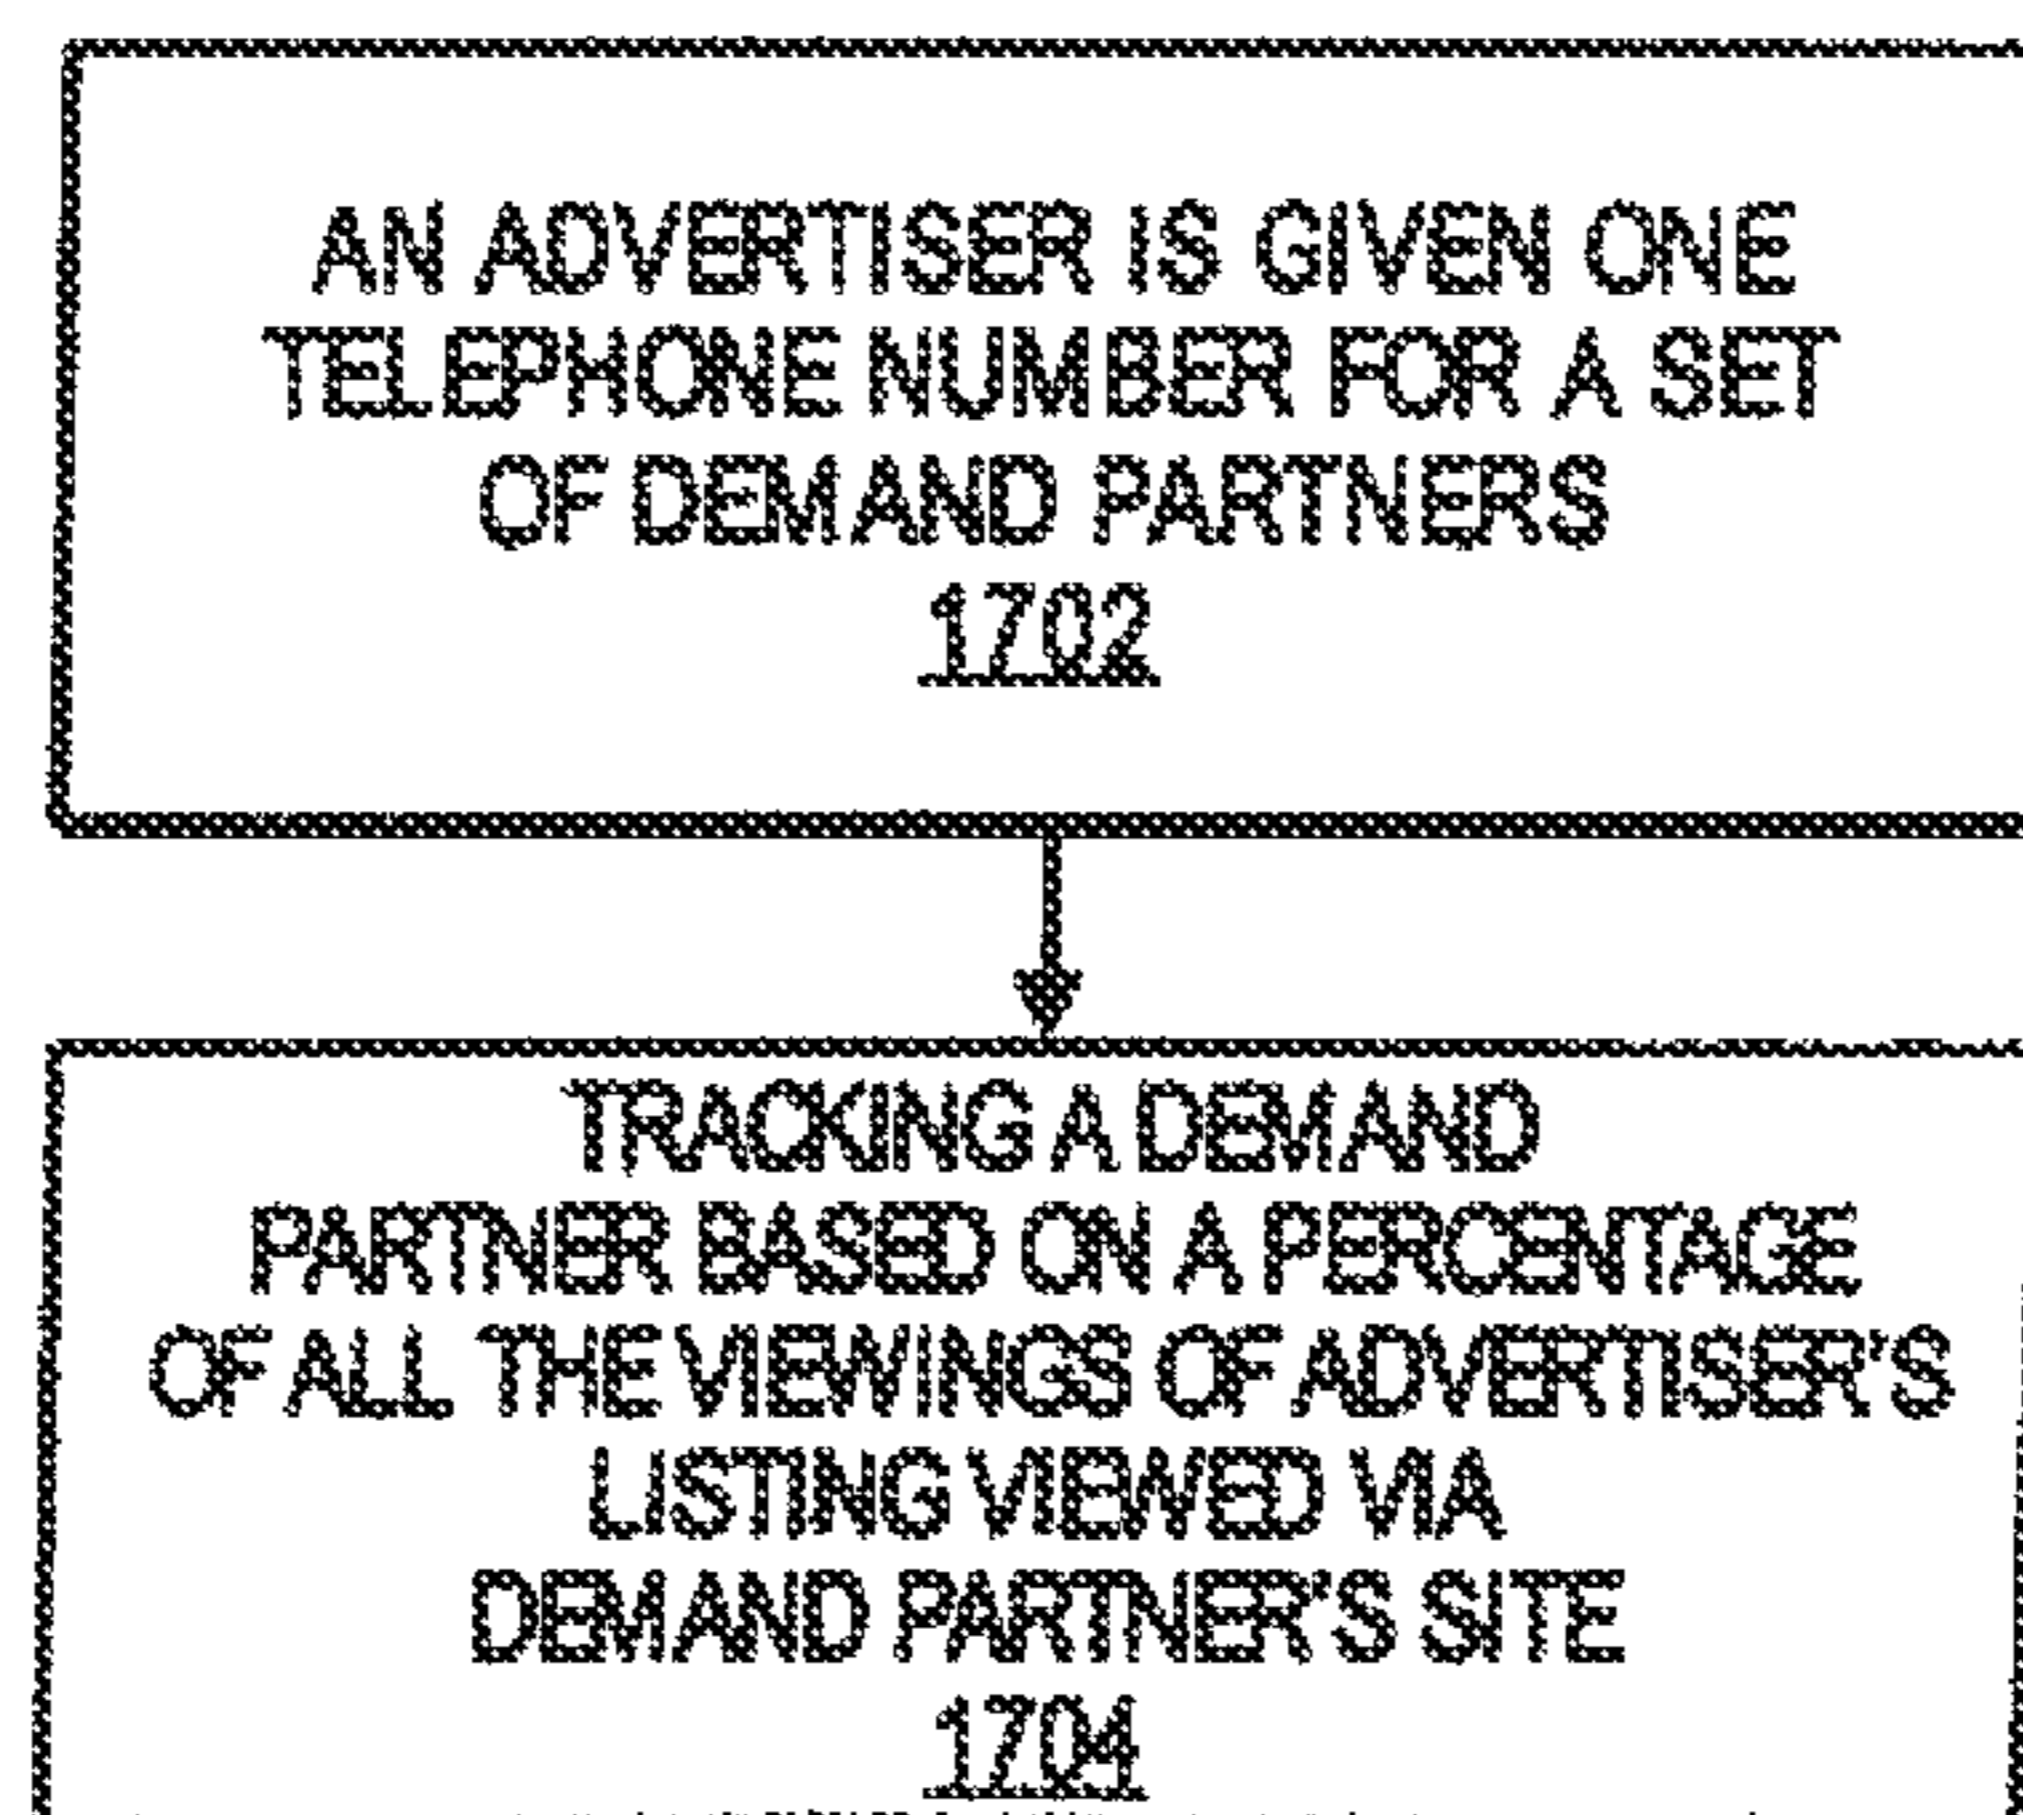 AN ADVERTISER IS GIVEN ONE
TELEPHONE NUMBER FOR A SET
OF DEMAND PARTNERS
1702
TRACKING A DEMAND
PARTNER BASED ON A PERCENTAGE
OF ALL THE VIEWINGS OF ADVERTISER'S
LISTING VIEWED VIA
DEMAND PARTNER'S SITE
1704